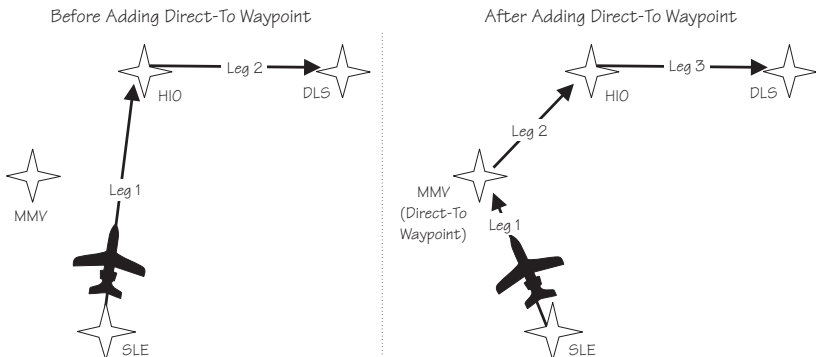 Before Adding Direct-To Waypoint
HIO
Leg 2
DLS
Leg 1
MMV
SLE
After Adding Direct-To Waypoint
HIO
Leg 3
DLS
Leg 2
MMV
(Direct-To
Waypoint)
Leg 1
SLE